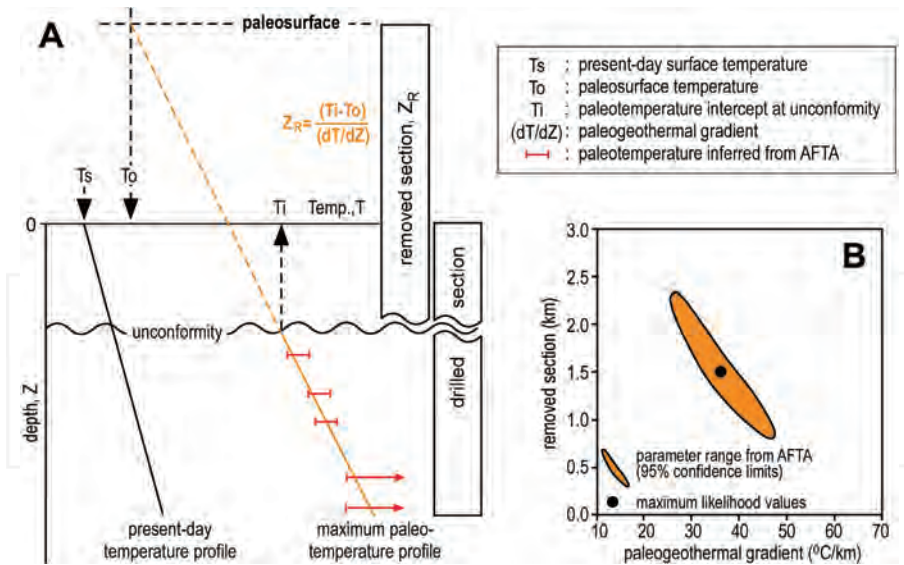 A
paleosurface
Z_R = (Ti-To)
(dT/dZ)
removed section, Z_R
Ts
To
Ti
Temp.,T
0
section
unconformity
drilled
depth, Z
present-day
temperature profile
maximum paleo-
temperature profile
Ts : present-day surface temperature
To : paleosurface temperature
Ti : paleotemperature intercept at unconformity
(dT/dZ) : paleogeothermal gradient
: paleotemperature inferred from AFTA
B
removed section (km)
3.0
2.5
2.0
1.5
1.0
0.5
0.0
parameter range from AFTA
(95% confidence limits)
maximum likelihood values
10 20 30 40 50 60 70
paleogeothermal gradient (⁰C/km)